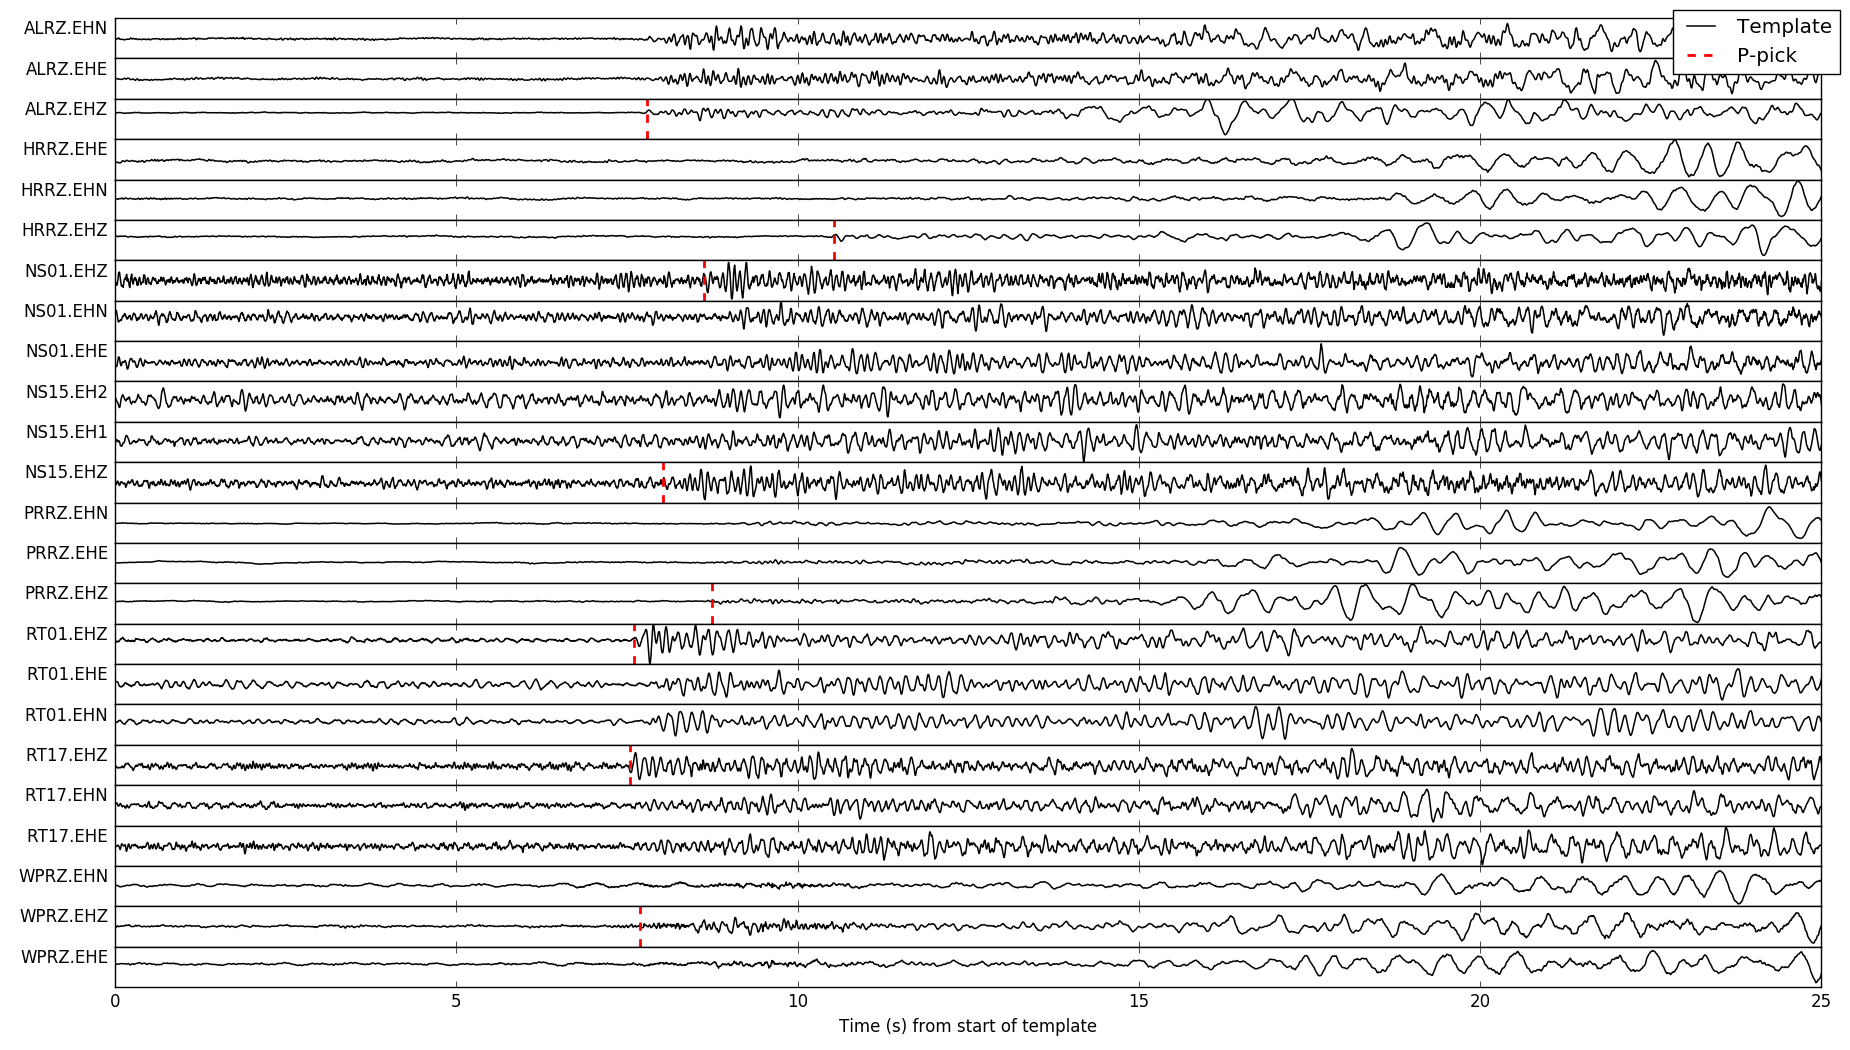 Template
P-pick
ALRZ.EHN
ALRZ.EHE
ALRZ.EHZ
HRRZ.EHE
HRRZ.EHN
HRRZ.EHZ
NS01.EHZ
NS01.EHN
NS01.EHE
NS15.EH2
NS15.EH1
NS15.EHZ
PRRZ.EHN
PRRZ.EHE
PRRZ.EHZ
RT01.EHZ
RT01.EHE
RT01.EHN
RT17.EHZ
RT17.EHN
RT17.EHE
WPRZ.EHN
WPRZ.EHZ
WPRZ.EHE
0 5 10 15 20 25
Time (s) from start of template